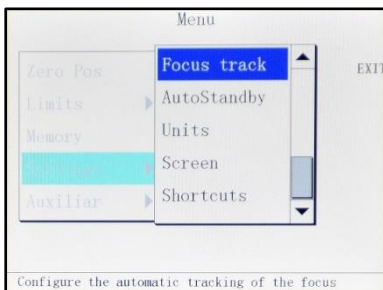 Menu
Zero Pos
Limits
Memory
Auxiliar
Focus track
AutoStandby
Units
Screen
Shortcuts
EXIT
Configure the automatic tracking of the focus